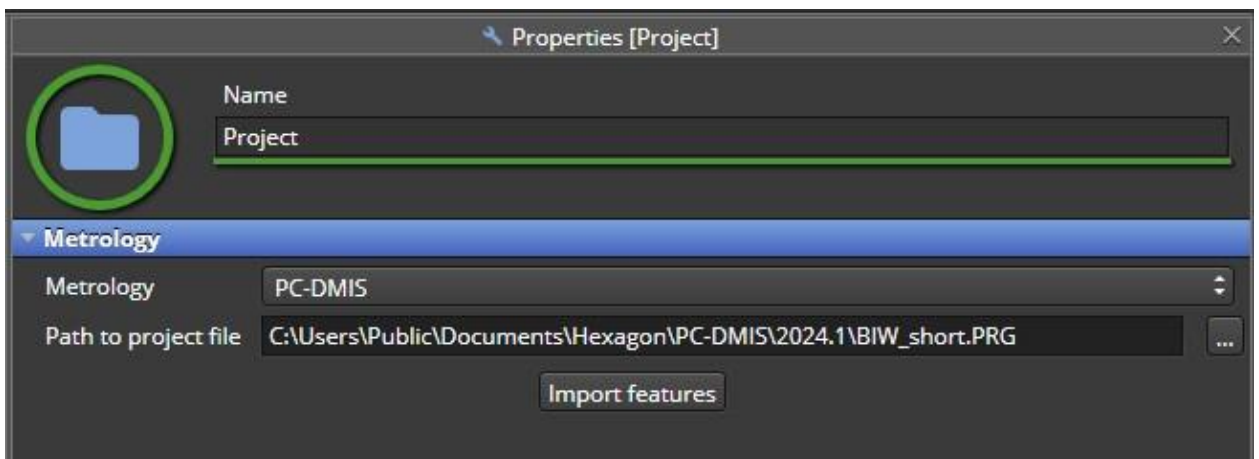 Properties [Project]
Name
Project
Metrology
Metrology PC-DMIS
Path to project file C:\Users\Public\Documents\Hexagon\PC-DMIS\2024.1\BIW_short.PRG ...
Import features